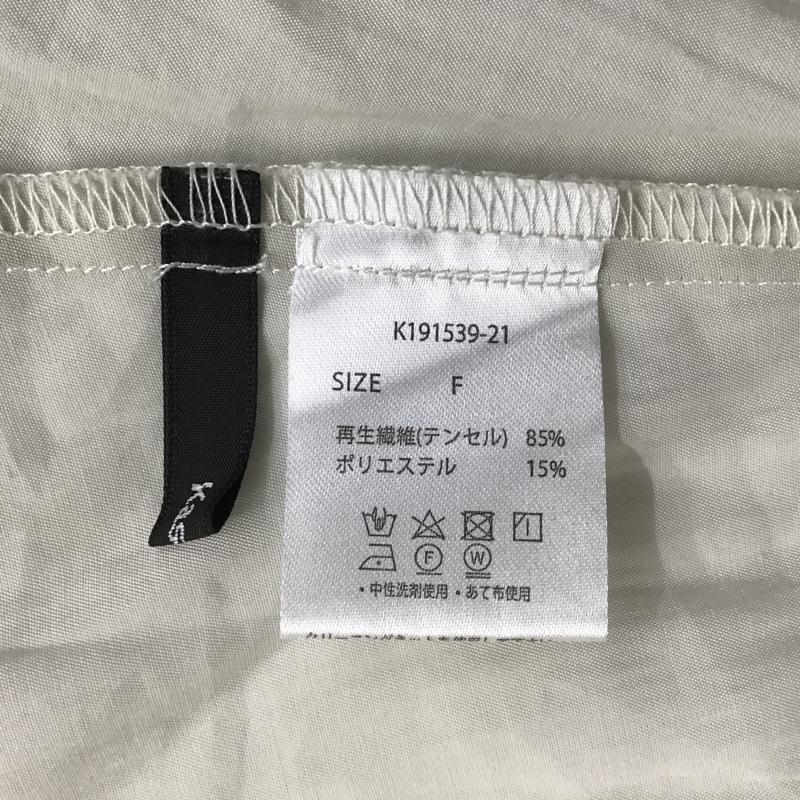 K191539-21
SIZE F
再生繊維(テンセル) 85%
ポリエステル 15%
F W
・中性洗剤使用 ・あて布使用
Kas